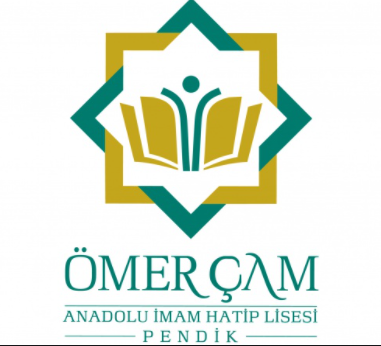 ÖMER ÇAM
ANADOLU İMAM HATİP LİSESİ
PENDİK